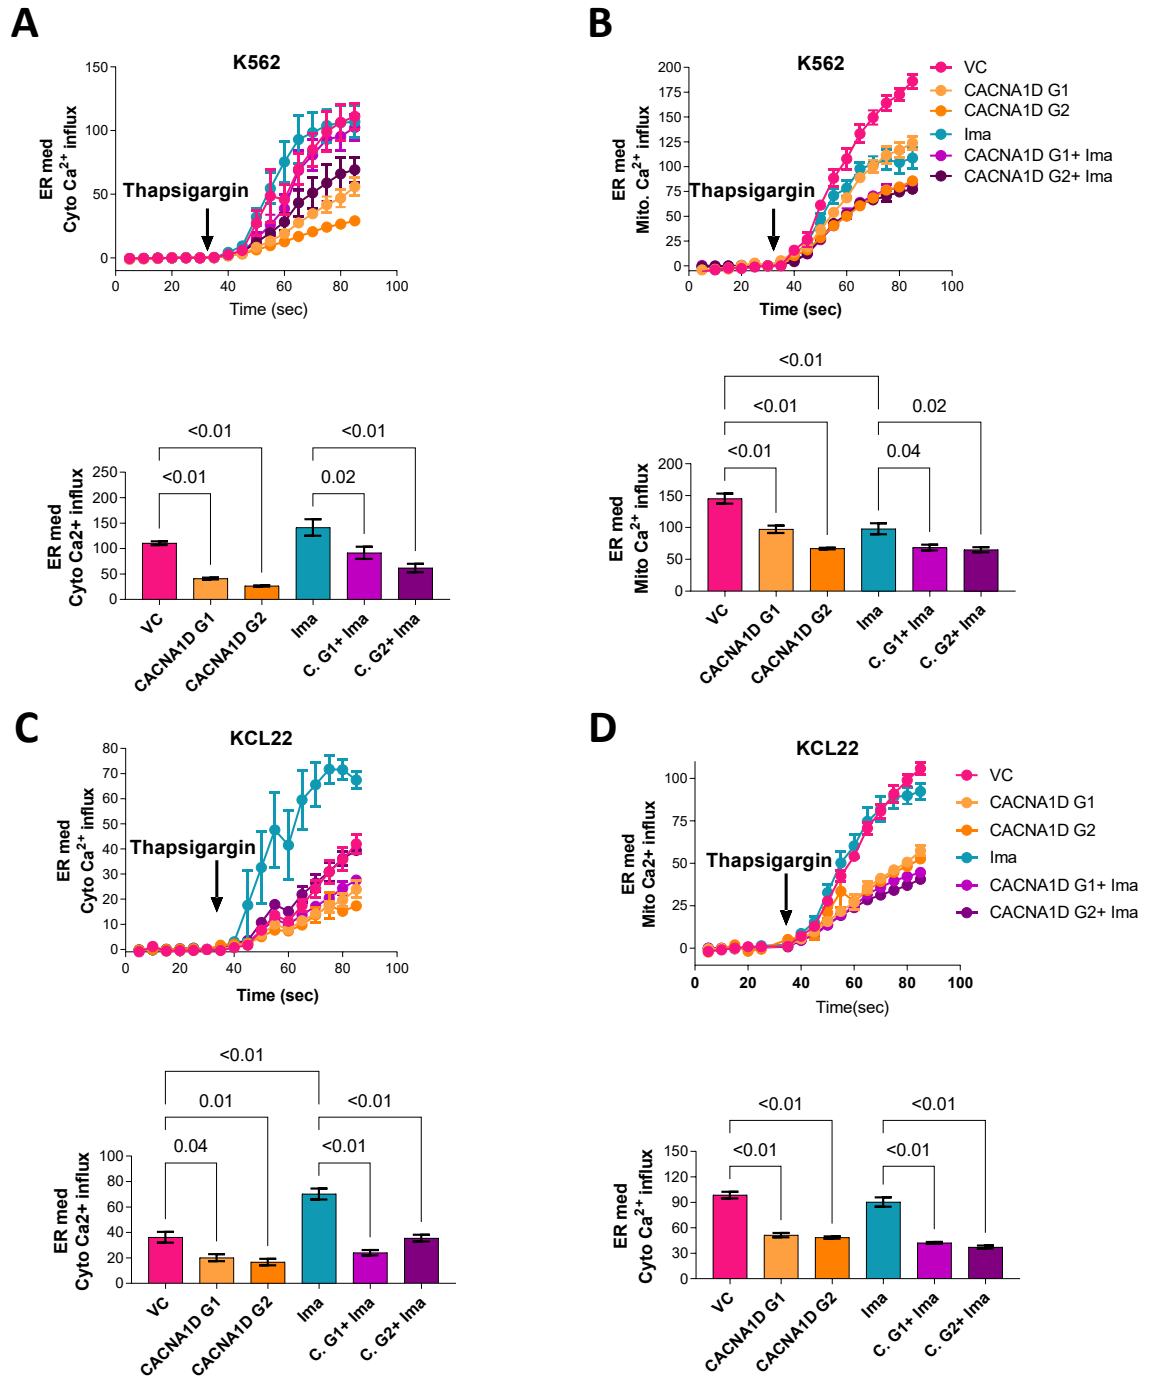 A
K562
ER med
Cyto Ca²⁺ influx
150
100
50
0
Thapsigargin
0
20
40
60
80
100
Time (sec)
B
K562
ER med
Mito. Ca²⁺ influx
200
175
150
125
100
75
50
25
0
Thapsigargin
0
20
40
60
80
100
Time (sec)
VC
CACNA1D G1
CACNA1D G2
Ima
CACNA1D G1+ Ima
CACNA1D G2+ Ima
<0.01
<0.01
<0.01
0.02
ER med
Cyto Ca2+ influx
250
200
150
100
50
0
VC
CACNA1D G1
CACNA1D G2
Ima
C. G1+ Ima
C. G2+ Ima
<0.01
<0.01
0.02
<0.01
0.04
ER med
Mito Ca²⁺ influx
200
150
100
50
0
VC
CACNA1D G1
CACNA1D G2
Ima
C. G1+ Ima
C. G2+ Ima
C
KCL22
ER med
Cyto Ca²⁺ influx
80
70
60
50
40
30
20
10
0
Thapsigargin
0
20
40
60
80
100
Time (sec)
D
KCL22
ER med
Mito Ca2+ influx
100
75
50
25
0
Thapsigargin
0
20
40
60
80
100
Time(sec)
VC
CACNA1D G1
CACNA1D G2
Ima
CACNA1D G1+ Ima
CACNA1D G2+ Ima
<0.01
0.01
<0.01
0.04
<0.01
ER med
Cyto Ca2+ influx
100
80
60
40
20
0
VC
CACNA1D G1
CACNA1D G2
Ima
C. G1+ Ima
C. G2+ Ima
<0.01
<0.01
<0.01
<0.01
ER med
Cyto Ca²⁺ influx
150
120
90
60
30
0
VC
CACNA1D G1
CACNA1D G2
Ima
C. G1+ Ima
C. G2+ Ima